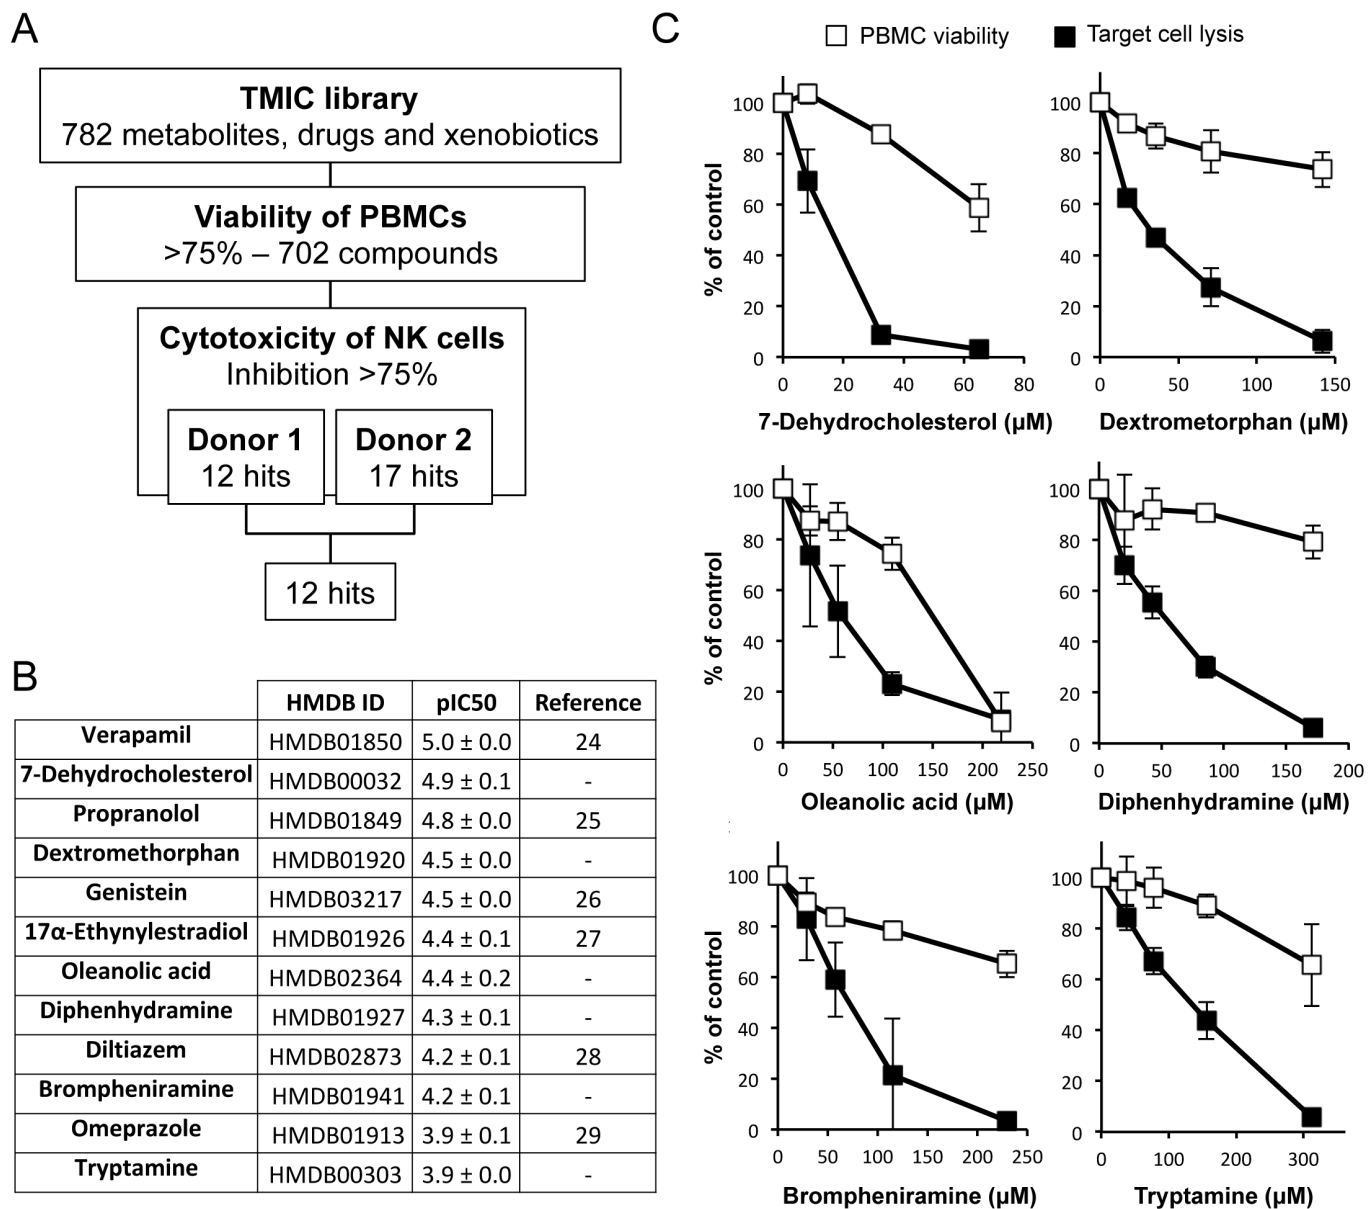 A
TMIC library
782 metabolites, drugs and xenobiotics
Viability of PBMCs
>75% – 702 compounds
Cytotoxicity of NK cells
Inhibition >75%
Donor 1
12 hits
Donor 2
17 hits
12 hits
B
HMDB ID pIC50 Reference
Verapamil HMDB01850 5.0 ± 0.0 24
7-Dehydrocholesterol HMDB00032 4.9 ± 0.1 -
Propranolol HMDB01849 4.8 ± 0.0 25
Dextromethorphan HMDB01920 4.5 ± 0.0 -
Genistein HMDB03217 4.5 ± 0.0 26
17α-Ethynylestradiol HMDB01926 4.4 ± 0.1 27
Oleanolic acid HMDB02364 4.4 ± 0.2 -
Diphenhydramine HMDB01927 4.3 ± 0.1 -
Diltiazem HMDB02873 4.2 ± 0.1 28
Brompheniramine HMDB01941 4.2 ± 0.1 -
Omeprazole HMDB01913 3.9 ± 0.1 29
Tryptamine HMDB00303 3.9 ± 0.0 -
C
PBMC viability Target cell lysis
% of control
100
80
60
40
20
0
0 20 40 60 80
7-Dehydrocholesterol (µM)
100
80
60
40
20
0
0 50 100 150
Dextrometorphan (µM)
% of control
100
80
60
40
20
0
0 50 100 150 200 250
Oleanolic acid (µM)
100
80
60
40
20
0
0 50 100 150 200
Diphenhydramine (µM)
% of control
100
80
60
40
20
0
0 50 100 150 200 250
Brompheniramine (µM)
100
80
60
40
20
0
0 100 200 300
Tryptamine (µM)